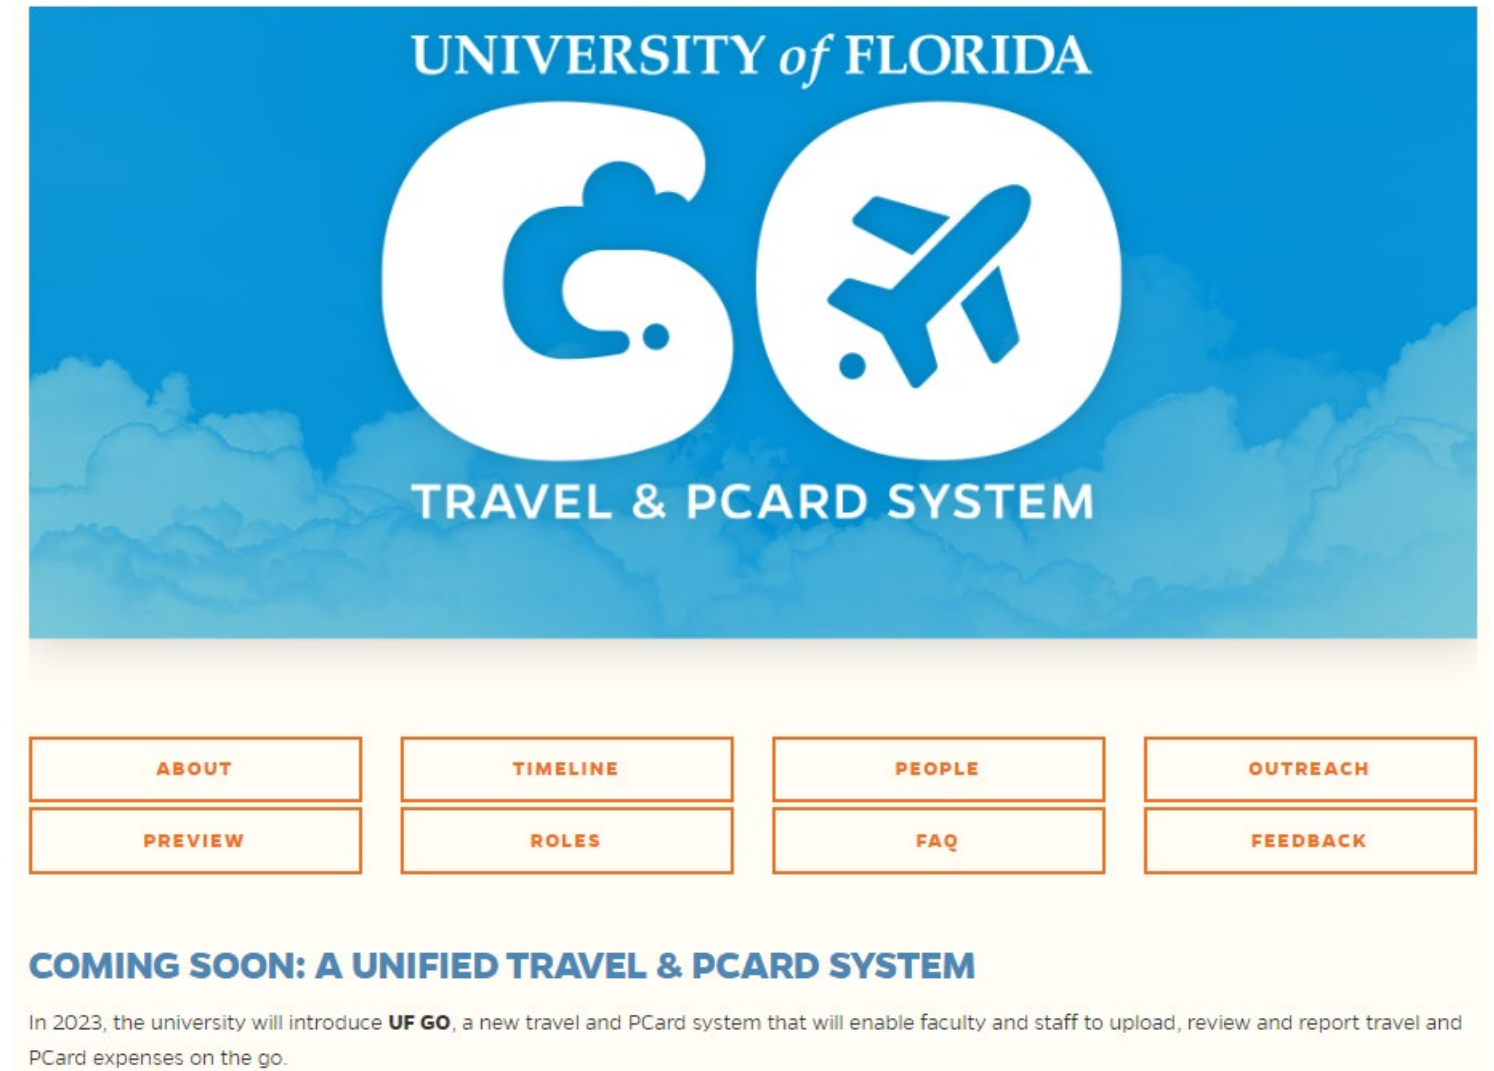 UNIVERSITY of FLORIDA
GO
TRAVEL & PCARD SYSTEM
ABOUT
TIMELINE
PEOPLE
OUTREACH
PREVIEW
ROLES
FAQ
FEEDBACK
COMING SOON: A UNIFIED TRAVEL & PCARD SYSTEM
In 2023, the university will introduce UF GO, a new travel and PCard system that will enable faculty and staff to upload, review and report travel and
PCard expenses on the go.